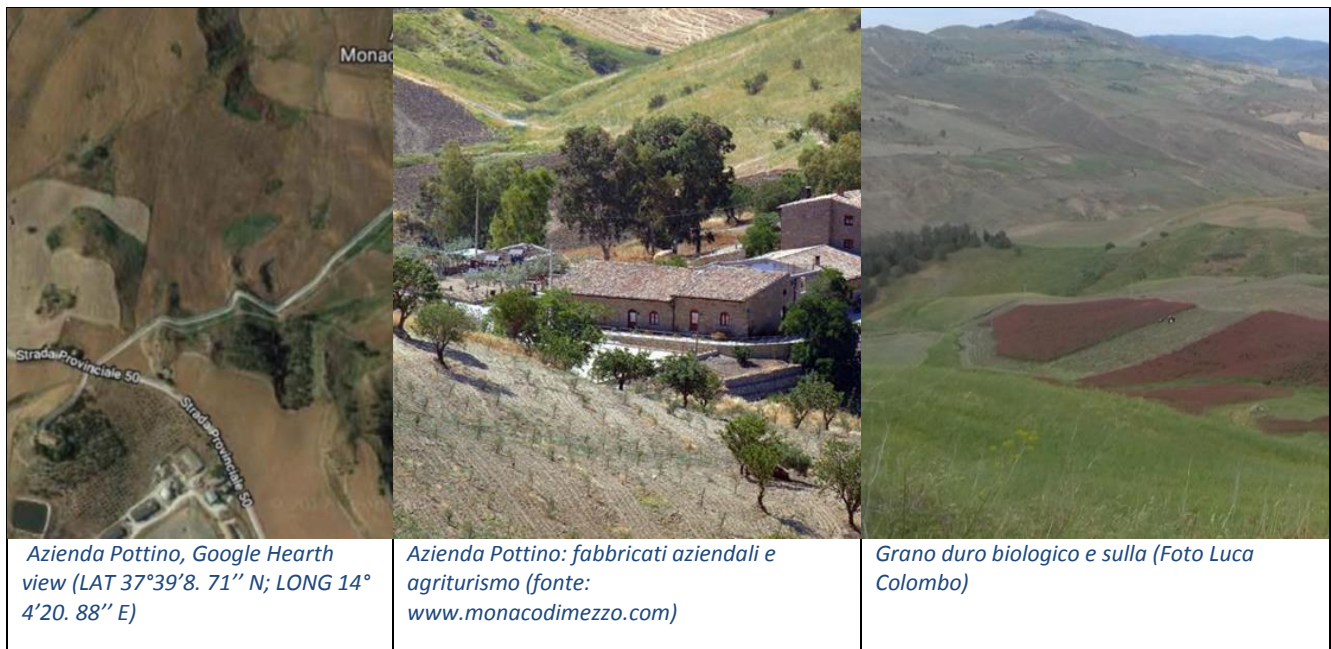 Monac
Strada Provinciale 50
Strada Provinciale 50
Azienda Pottino, Google Hearth
view (LAT 37°39’8. 71’’ N; LONG 14°
4’20. 88’’ E)
Azienda Pottino: fabbricati aziendali e
agriturismo (fonte:
www.monacodimezzo.com)
Grano duro biologico e sulla (Foto Luca
Colombo)